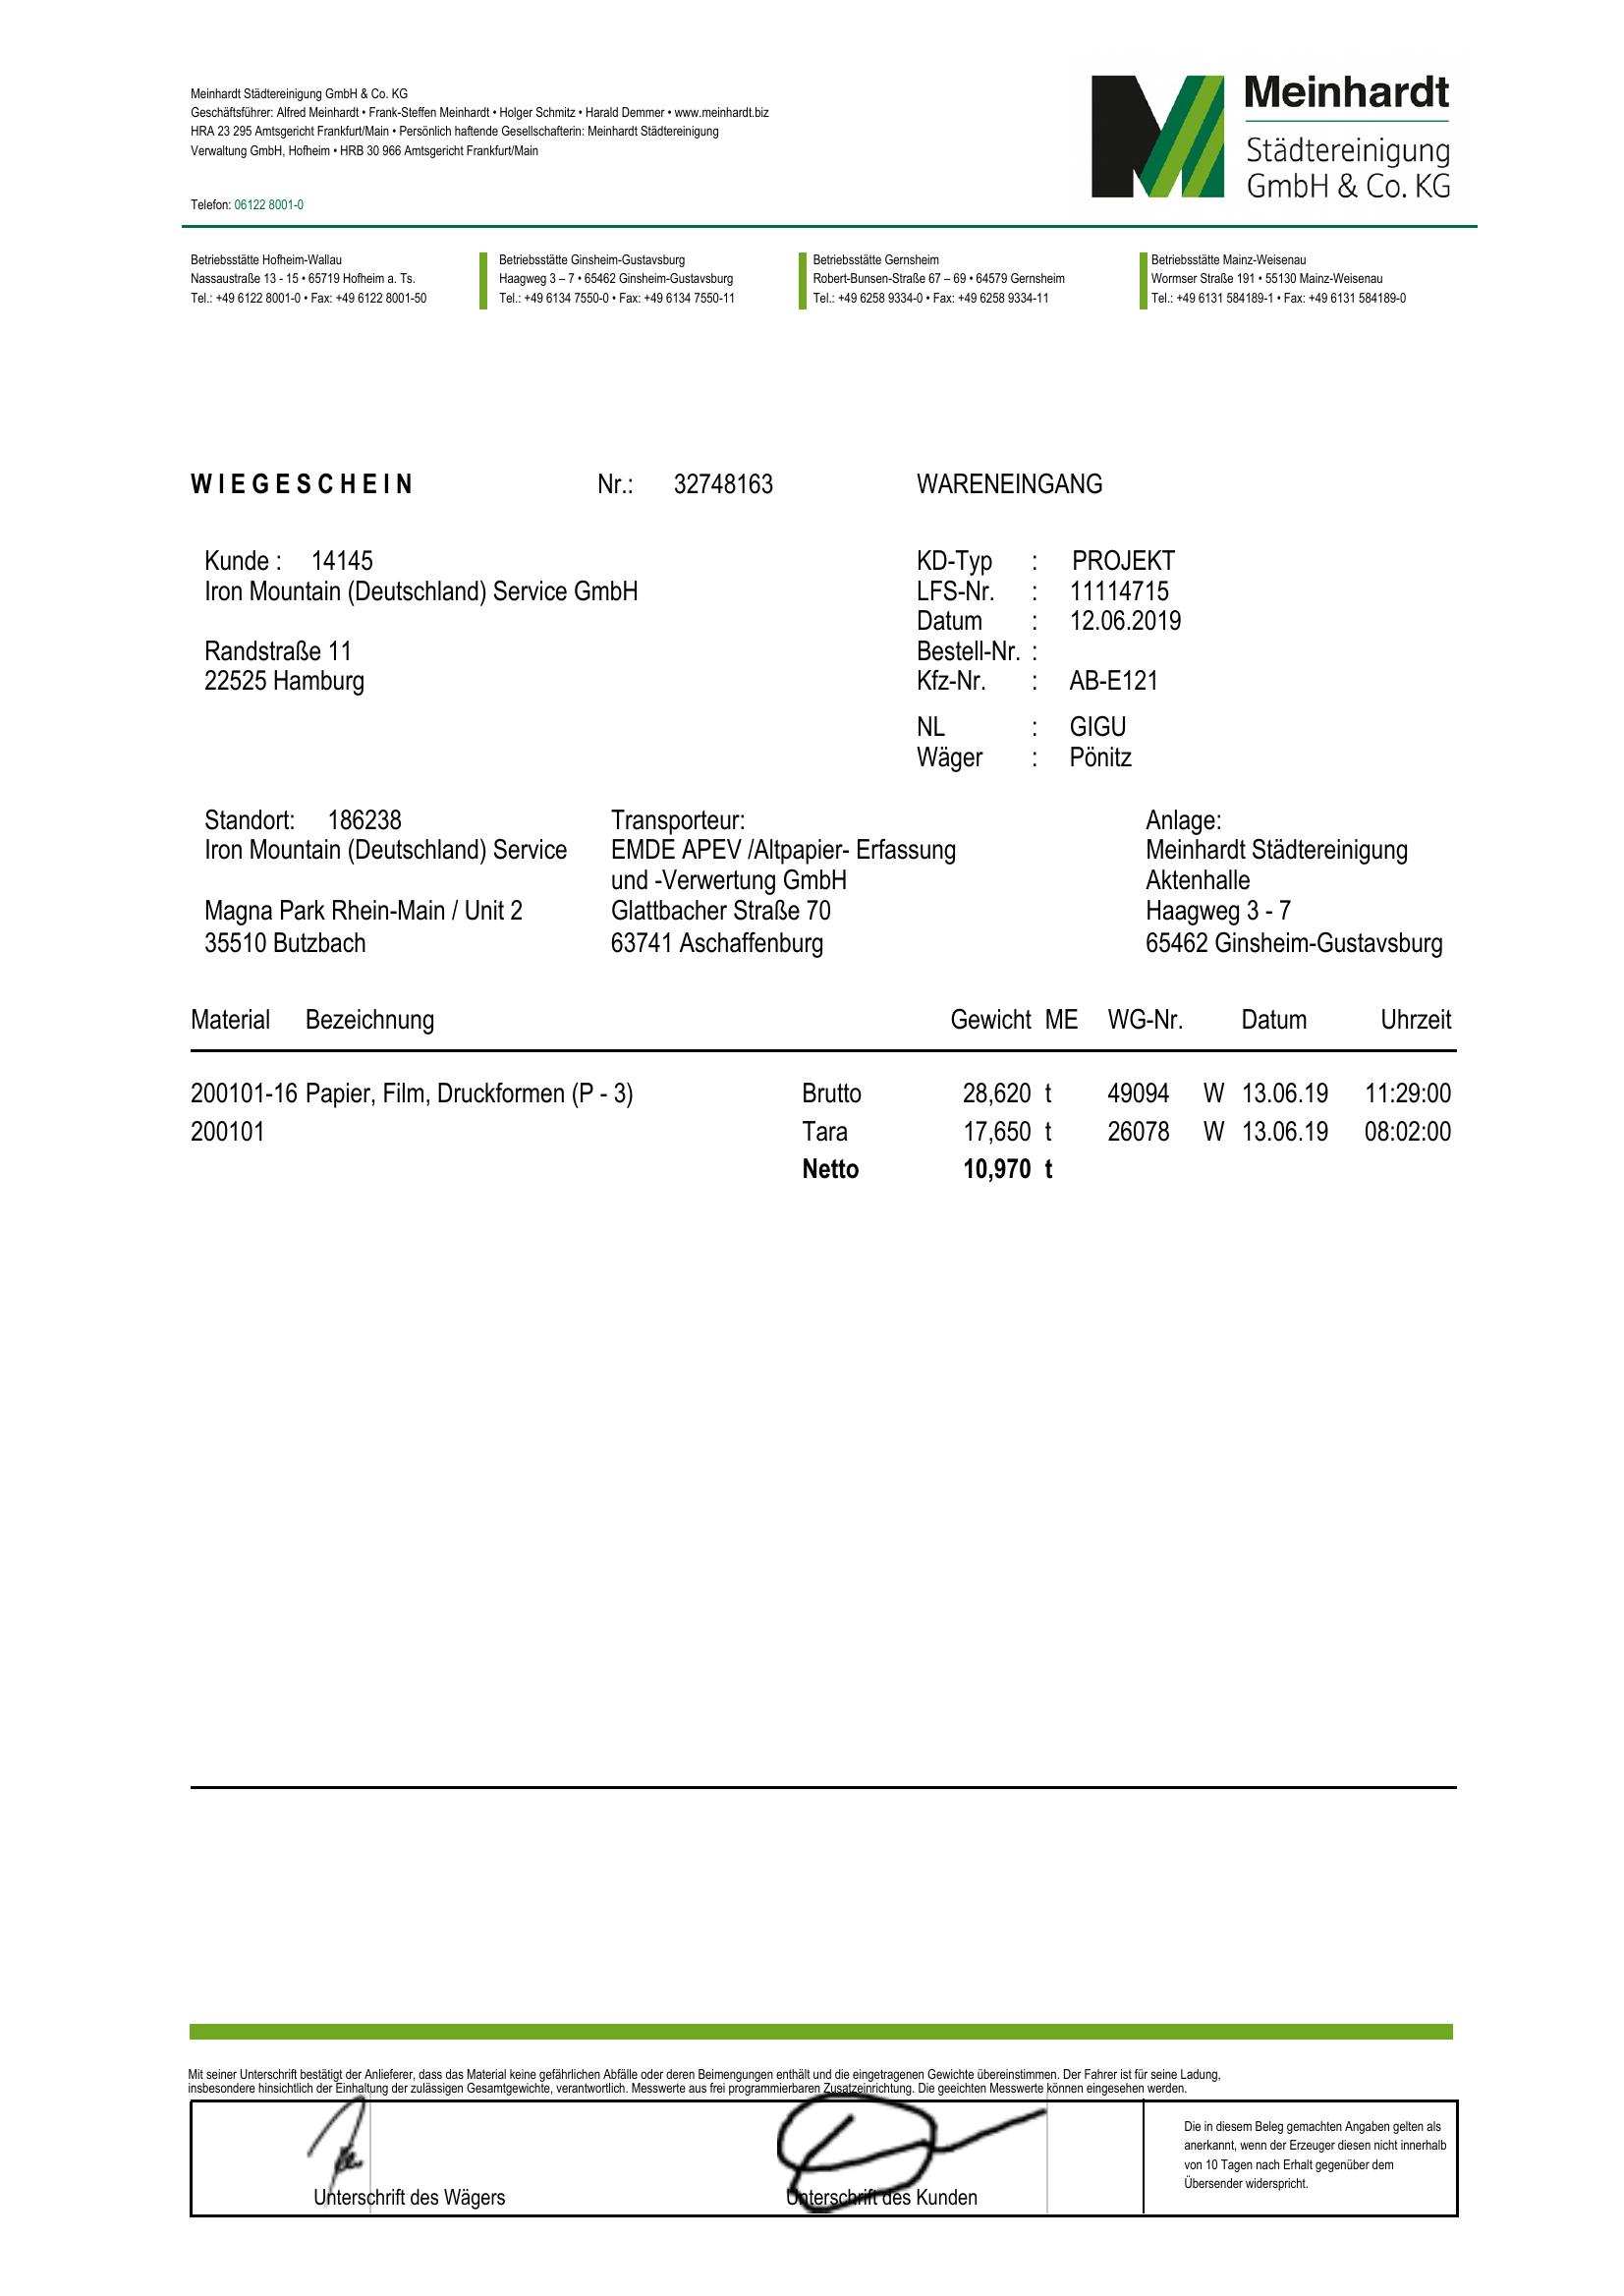 Meinhardt Städtereinigung GmbH & Co. KG
Geschäftsführer: Alfred Meinhardt • Frank-Steffen Meinhardt • Holger Schmitz • Harald Demmer • www.meinhardt.biz
HRA 23 295 Amtsgericht Frankfurt/Main • Persönlich haftende Gesellschafterin: Meinhardt Städtereinigung
Verwaltung GmbH, Hofheim • HRB 30 966 Amtsgericht Frankfurt/Main
Telefon: 06122 8001-0
Meinhardt
Städtereinigung
GmbH & Co. KG
Betriebsstätte Hofheim-Wallau
Nassaustraße 13 - 15 • 65719 Hofheim a. Ts.
Tel.: +49 6122 8001-0 • Fax: +49 6122 8001-50
Betriebsstätte Ginsheim-Gustavsburg
Haagweg 3 – 7 • 65462 Ginsheim-Gustavsburg
Tel.: +49 6134 7550-0 • Fax: +49 6134 7550-11
Betriebsstätte Gernsheim
Robert-Bunsen-Straße 67 – 69 • 64579 Gernsheim
Tel.: +49 6258 9334-0 • Fax: +49 6258 9334-11
Betriebsstätte Mainz-Weisenau
Wormser Straße 191 • 55130 Mainz-Weisenau
Tel.: +49 6131 584189-1 • Fax: +49 6131 584189-0
WIEGESCHEIN Nr.: 32748163 WARENEINGANG
Kunde : 14145
Iron Mountain (Deutschland) Service GmbH
Randstraße 11
22525 Hamburg
KD-Typ : PROJEKT
LFS-Nr. : 11114715
Datum : 12.06.2019
Bestell-Nr. :
Kfz-Nr. : AB-E121
NL : GIGU
Wäger : Pönitz
Standort: 186238
Iron Mountain (Deutschland) Service
Magna Park Rhein-Main / Unit 2
35510 Butzbach
Transporteur:
EMDE APEV /Altpapier- Erfassung
und -Verwertung GmbH
Glattbacher Straße 70
63741 Aschaffenburg
Anlage:
Meinhardt Städtereinigung
Aktenhalle
Haagweg 3 - 7
65462 Ginsheim-Gustavsburg
Material Bezeichnung Gewicht ME WG-Nr. Datum Uhrzeit
200101-16 Papier, Film, Druckformen (P - 3) Brutto 28,620 t 49094 W 13.06.19 11:29:00
200101 Tara 17,650 t 26078 W 13.06.19 08:02:00
Netto 10,970 t
Mit seiner Unterschrift bestätigt der Anlieferer, dass das Material keine gefährlichen Abfälle oder deren Beimengungen enthält und die eingetragenen Gewichte übereinstimmen. Der Fahrer ist für seine Ladung,
insbesondere hinsichtlich der Einhaltung der zulässigen Gesamtgewichte, verantwortlich. Messwerte aus frei programmierbaren Zusatzeinrichtung. Die geeichten Messwerte können eingesehen werden.
Unterschrift des Wägers
Unterschrift des Kunden
Die in diesem Beleg gemachten Angaben gelten als
anerkannt, wenn der Erzeuger diesen nicht innerhalb
von 10 Tagen nach Erhalt gegenüber dem
Übersender widerspricht.